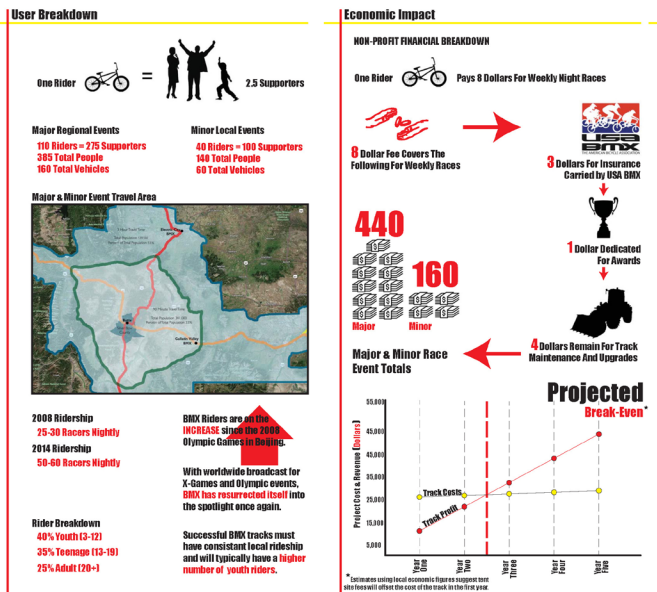 User Breakdown
One Rider
=
2.5 Supporters
Major Regional Events
110 Riders = 275 Supporters
385 Total People
160 Total Vehicles
Minor Local Events
40 Riders = 100 Supporters
140 Total People
60 Total Vehicles
Major & Minor Event Travel Area
BMX
BMX
2008 Ridership
25-30 Racers Nightly
2014 Ridership
50-60 Racers Nightly
Rider Breakdown
40% Youth (3-12)
35% Teenage (13-19)
25% Adult (20+)
BMX Riders are on the
INCREASE since the 2008
Olympic Games in Beijing.
With worldwide broadcast for
X-Games and Olympic events,
BMX has resurrected itself into
the spotlight once again.
Successful BMX tracks must
have consistant local rideship
and will typically have a higher
number of youth riders.
Economic Impact
NON-PROFIT FINANCIAL BREAKDOWN
One Rider
Pays 8 Dollars For Weekly Night Races
8 Dollar Fee Covers The
Following For Weekly Races
USA
BMX
THE AMERICAN BICYCLE ASSOCIATION
3 Dollars For Insurance
Carried by USA BMX
1 Dollar Dedicated
For Awards
4 Dollars Remain For Track
Maintenance And Upgrades
440
Major
160
Minor
Major & Minor Race
Event Totals
Projected
Break-Even*
Project Cost & Revenue (Dollars)
55,000
45,000
35,000
25,000
15,000
5,000
Track Costs
Track Profit
Year One
Year Two
Year Three
Year Four
Year Five
* Estimates using local economic figures suggest tent
site fees will offset the cost of the track in the first year.